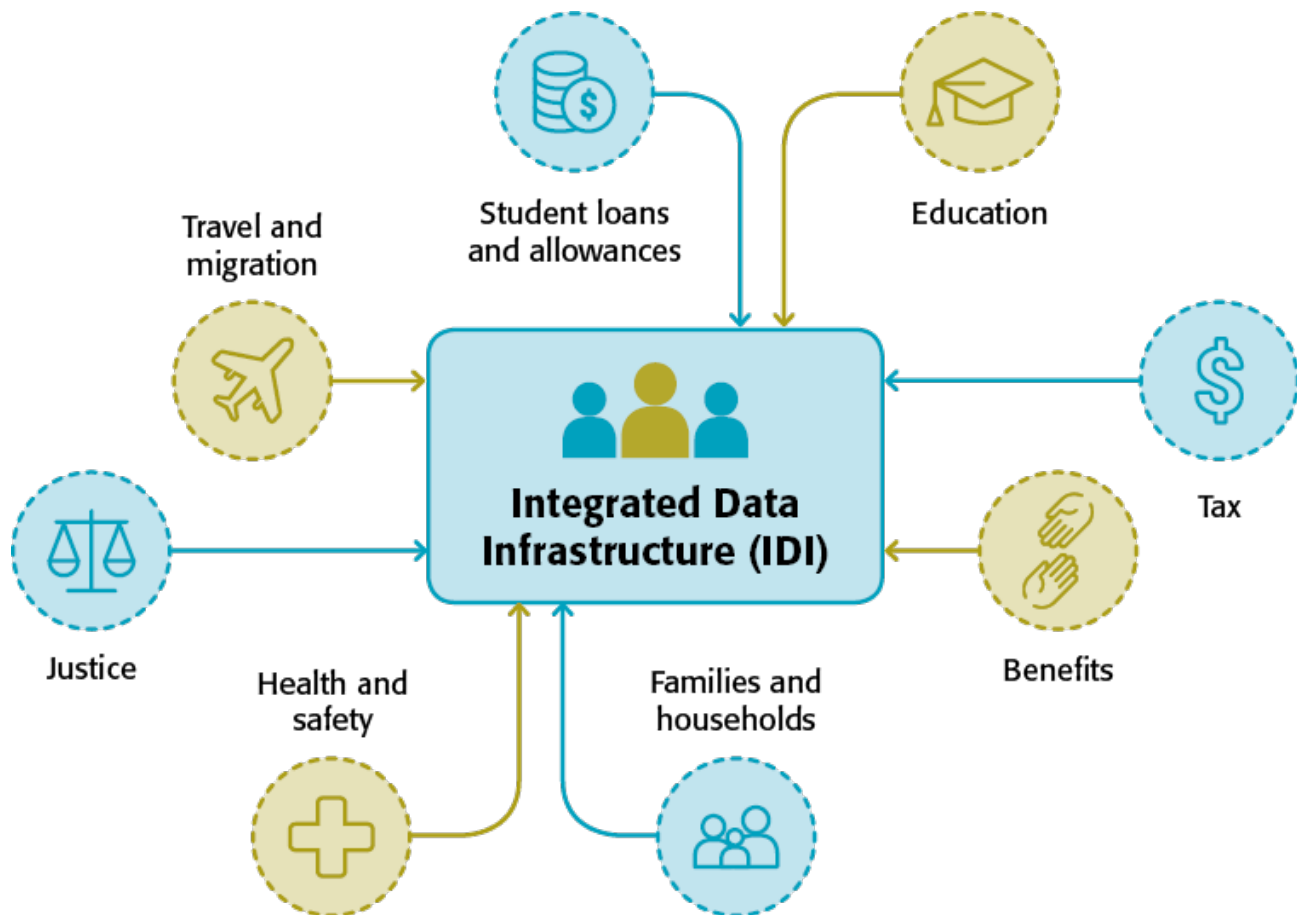 Student loans
and allowances
Education
Travel and
migration
Integrated Data
Infrastructure (IDI)
Tax
Justice
Benefits
Health and
safety
Families and
households